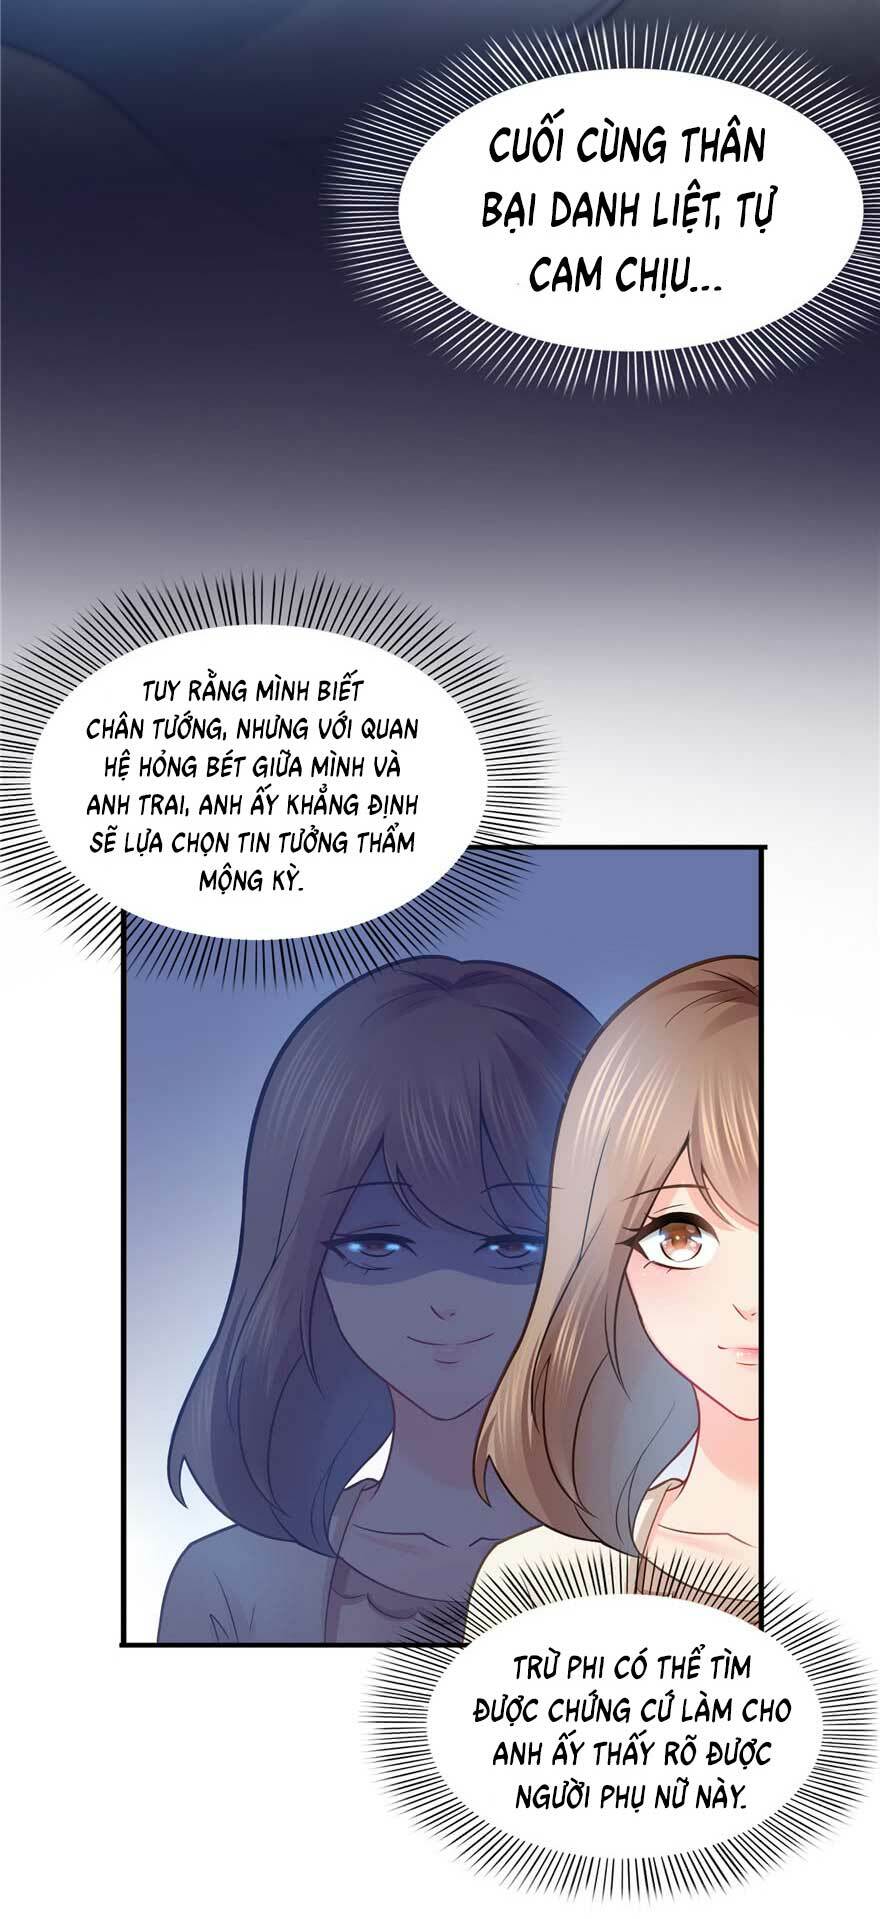 CUỐI CÙNG THÂN
BẠI DANH LIỆT, TỰ
CAM CHỊU...
TUY RẰNG MÌNH BIẾT
CHÂN TƯỚNG, NHƯNG VỚI QUAN
HỆ HỎNG BÉT GIỮA MÌNH VÀ
ANH TRAI, ANH ẤY KHẲNG ĐỊNH
SẼ LỰA CHỌN TIN TƯỞNG THẨM
MỘNG KỲ.
TRỪ PHI CÓ THỂ TÌM
ĐƯỢC CHỨNG CỨ LÀM CHO
ANH ẤY THẤY RÕ ĐƯỢC
NGƯỜI PHỤ NỮ NÀY.